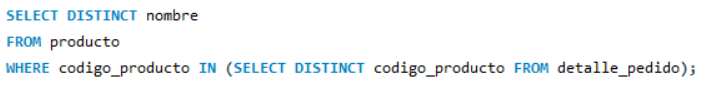 SELECT DISTINCT nombre
FROM producto
WHERE codigo_producto IN (SELECT DISTINCT codigo_producto FROM detalle_pedido);